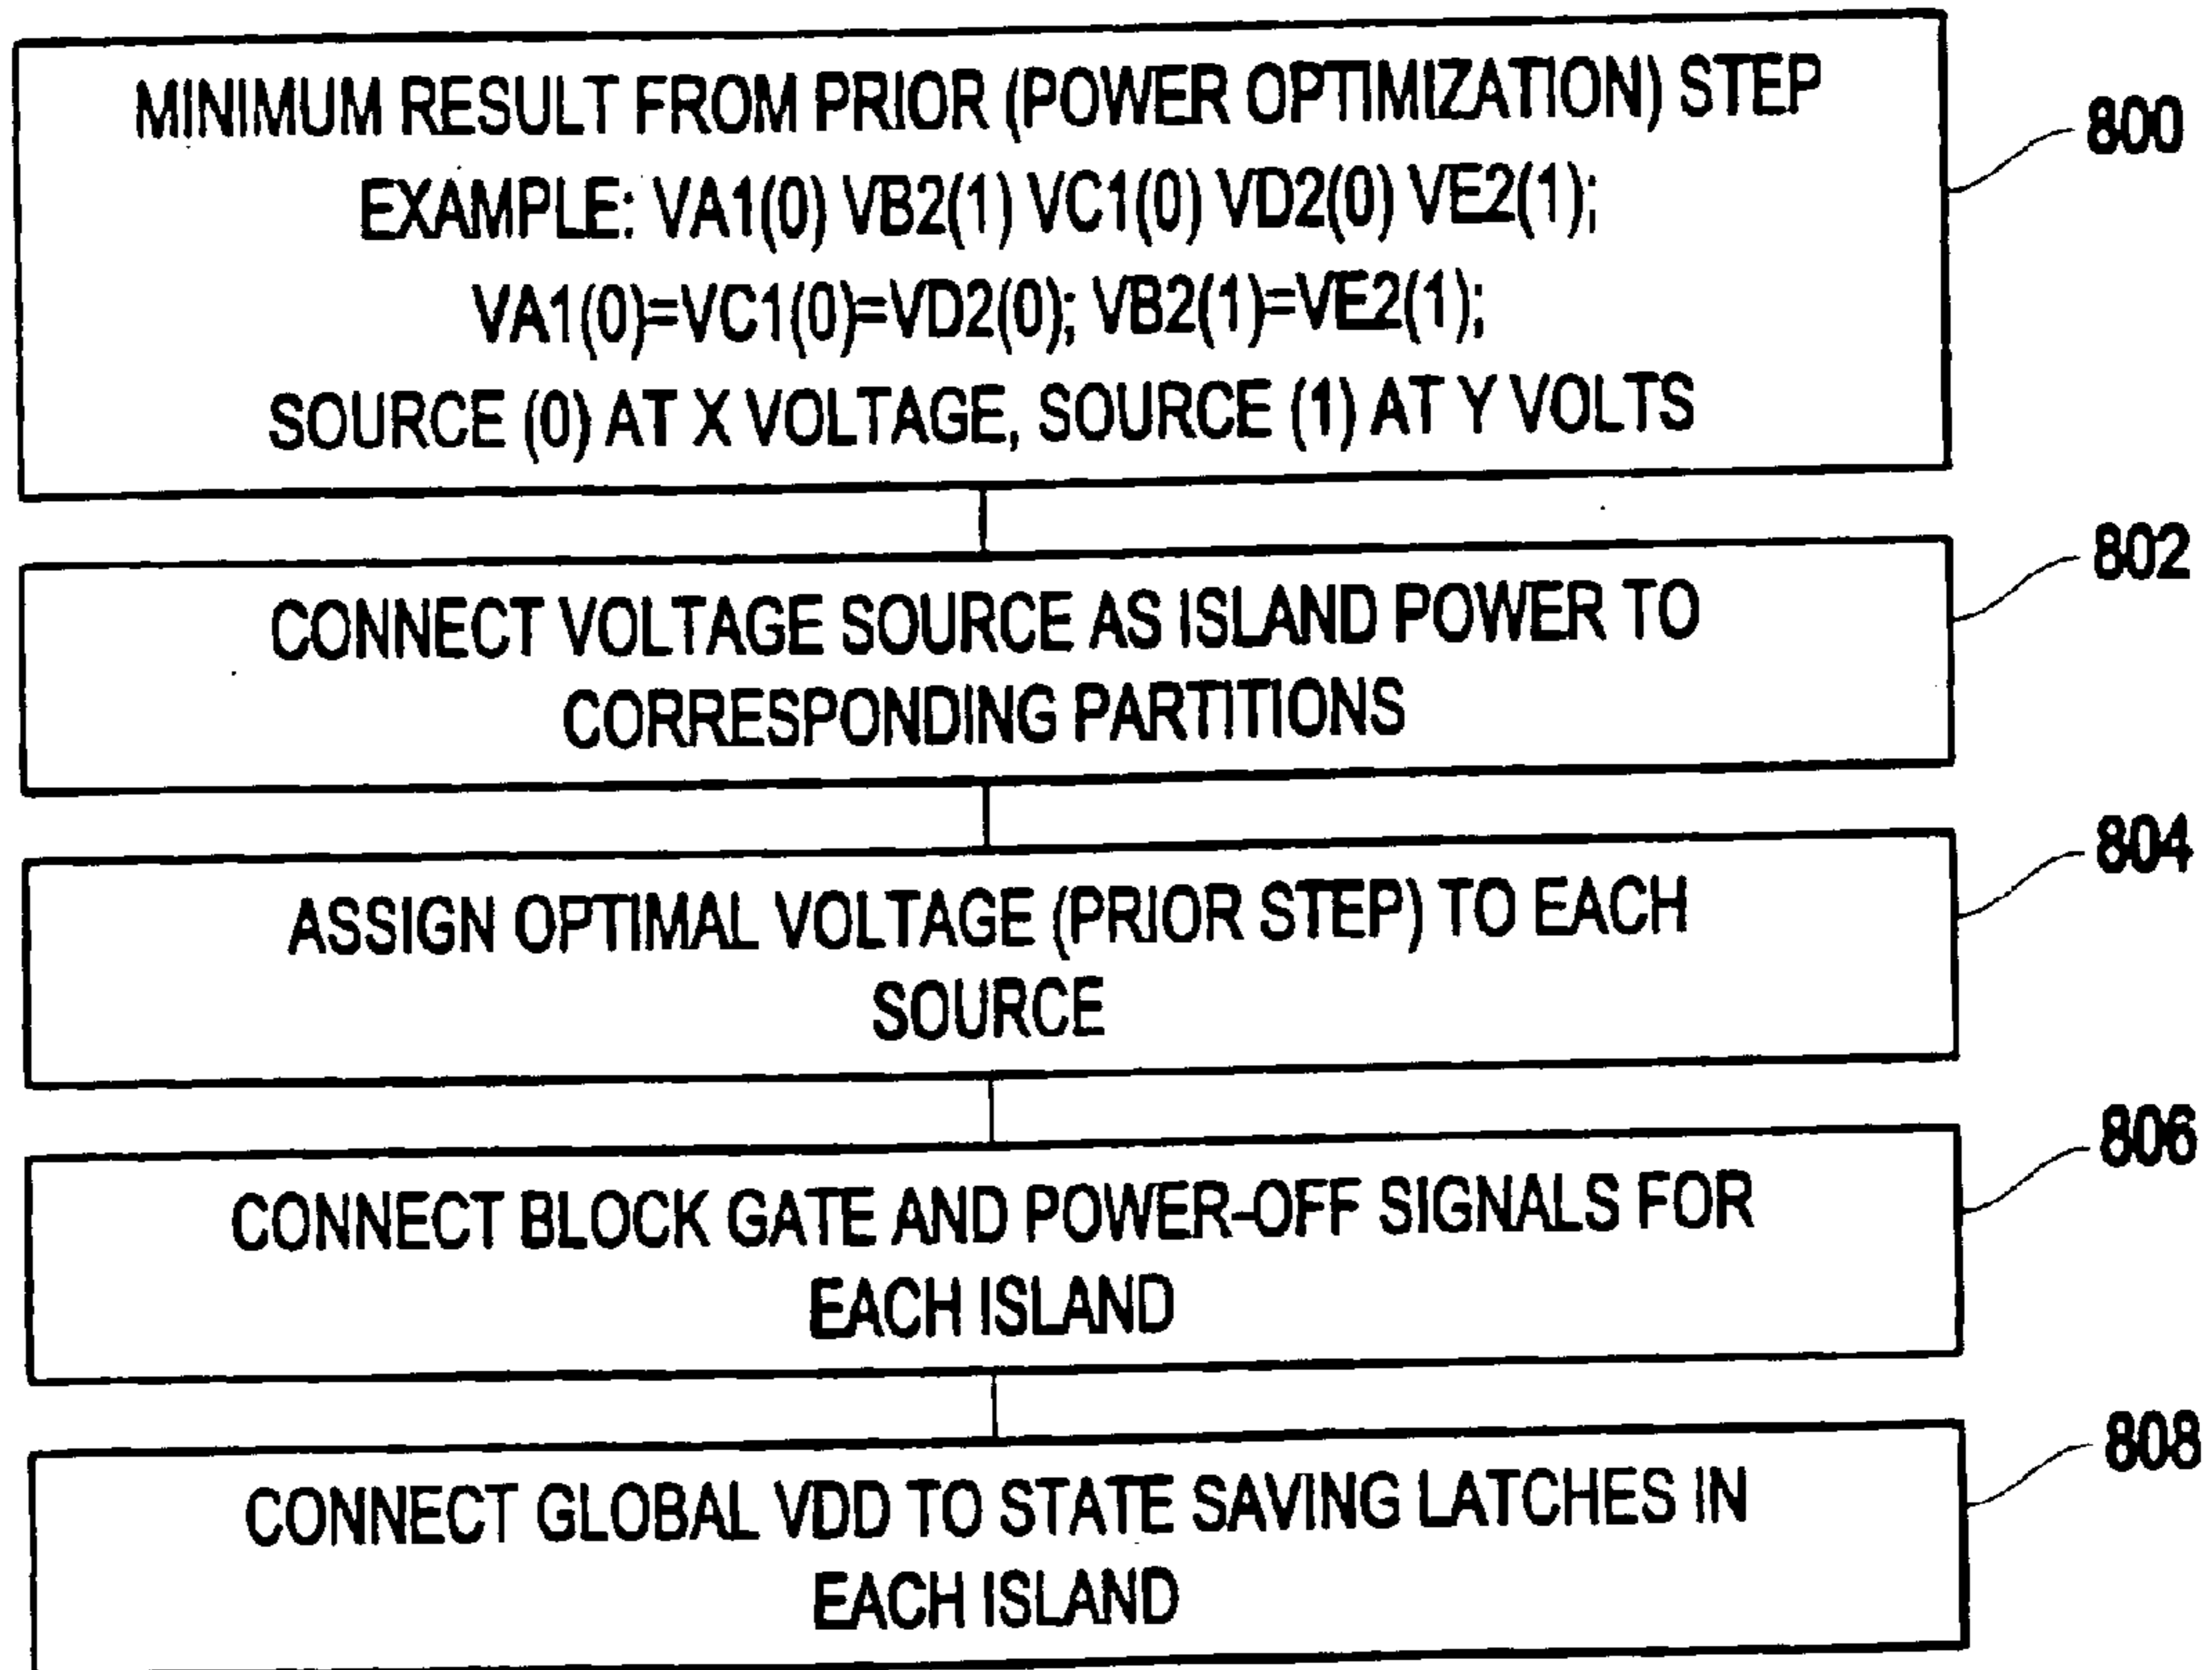 MINIMUM RESULT FROM PRIOR (POWER OPTIMIZATION) STEP
EXAMPLE: VA1(0) VB2(1) VC1(0) VD2(0) VE2(1);
VA1(0)=VC1(0)=VD2(0); VB2(1)=VE2(1);
SOURCE (0) AT X VOLTAGE, SOURCE (1) AT Y VOLTS
800
CONNECT VOLTAGE SOURCE AS ISLAND POWER TO
CORRESPONDING PARTITIONS
802
ASSIGN OPTIMAL VOLTAGE (PRIOR STEP) TO EACH
SOURCE
804
CONNECT BLOCK GATE AND POWER-OFF SIGNALS FOR
EACH ISLAND
806
CONNECT GLOBAL VDD TO STATE SAVING LATCHES IN
EACH ISLAND
808